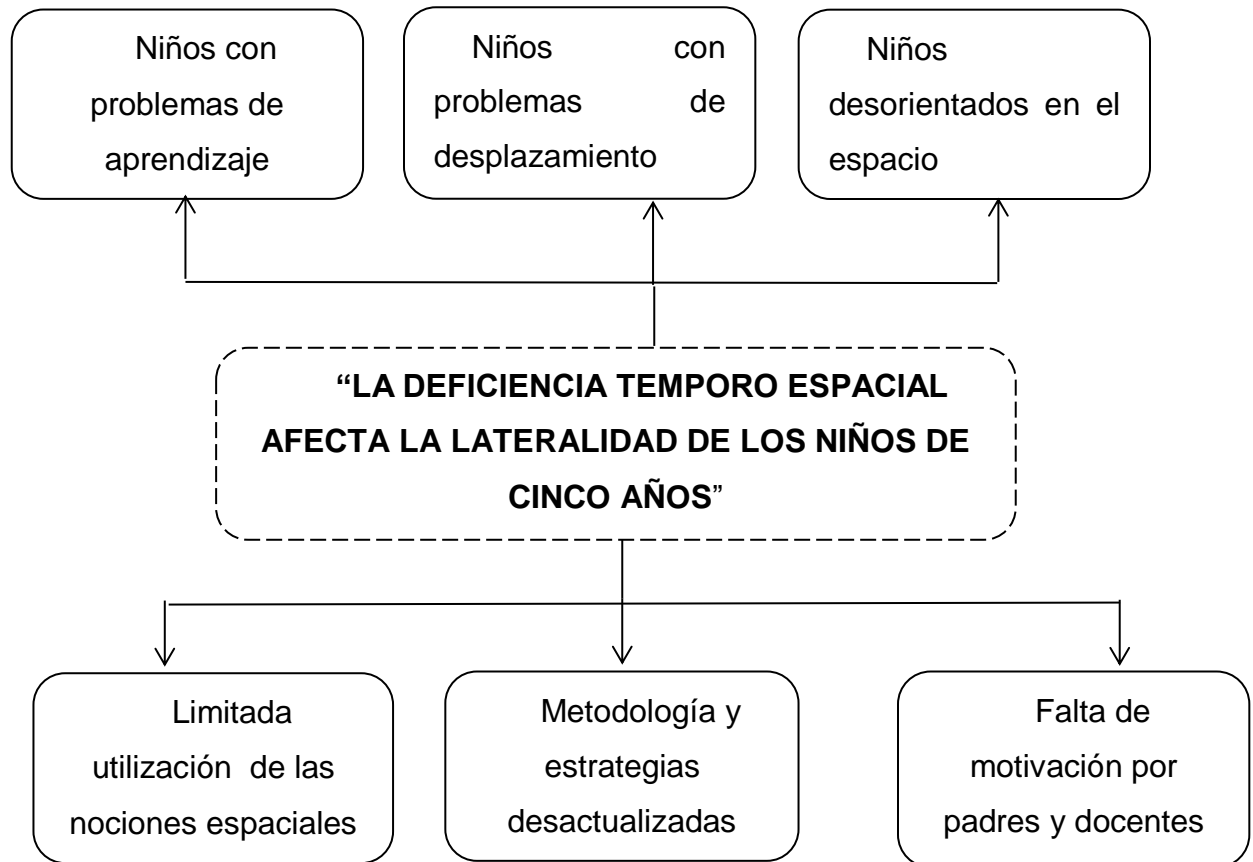 Niños con
problemas de
aprendizaje
Niños con
problemas de
desplazamiento
Niños
desorientados en el
espacio
“LA DEFICIENCIA TEMPORO ESPACIAL
AFECTA LA LATERALIDAD DE LOS NIÑOS DE
CINCO AÑOS”
Limitada
utilización de las
nociones espaciales
Metodología y
estrategias
desactualizadas
Falta de
motivación por
padres y docentes